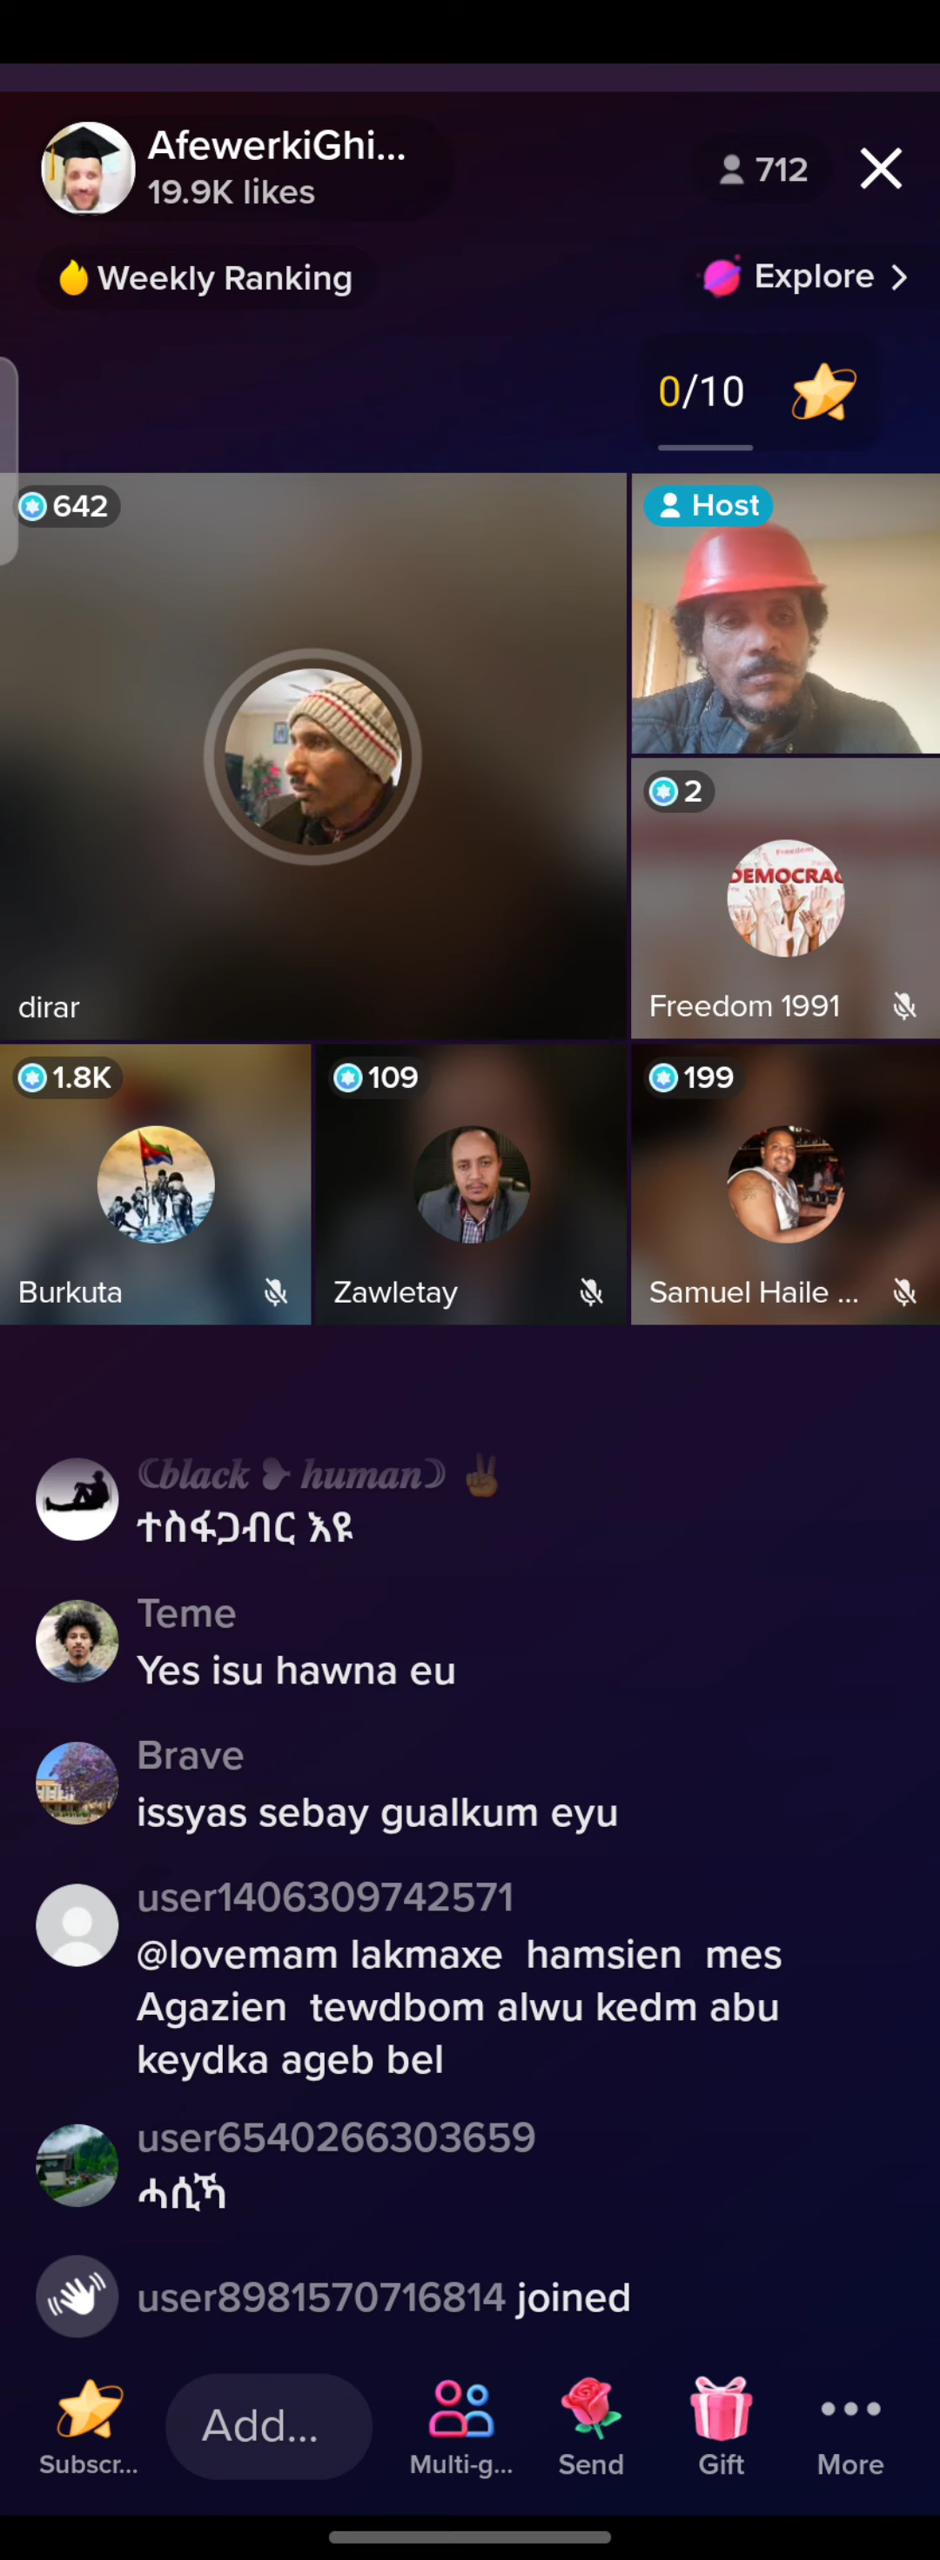 AfewerkiGhi...
19.9K likes
712
Weekly Ranking
Explore
0/10
642
Host
2
Freedom
DEMOCRAC
dirar
Freedom 1991
1.8K
109
199
Burkuta
Zawletay
Samuel Haile ...
☾black ❥ human☽ ✌🏾
ተስፋጋብር እዩ
Teme
Yes isu hawna eu
Brave
issyas sebay gualkum eyu
user1406309742571
@lovemam lakmaxe hamsien mes
Agazien tewdbom alwu kedm abu
keydka ageb bel
user6540266303659
ሓሲኻ
user8981570716814 joined
Subscr...
Add...
Multi-g...
Send
Gift
More